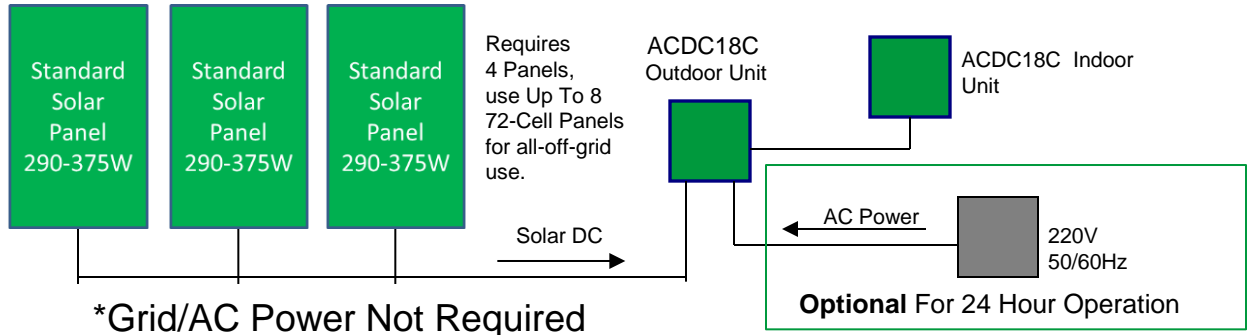 Standard
Solar
Panel
290-375W
Standard
Solar
Panel
290-375W
Standard
Solar
Panel
290-375W
Requires
4 Panels,
use Up To 8
72-Cell Panels
for all-off-grid
use.
ACDC18C
Outdoor Unit
ACDC18C Indoor
Unit
Solar DC
AC Power
220V
50/60Hz
Optional For 24 Hour Operation
*Grid/AC Power Not Required